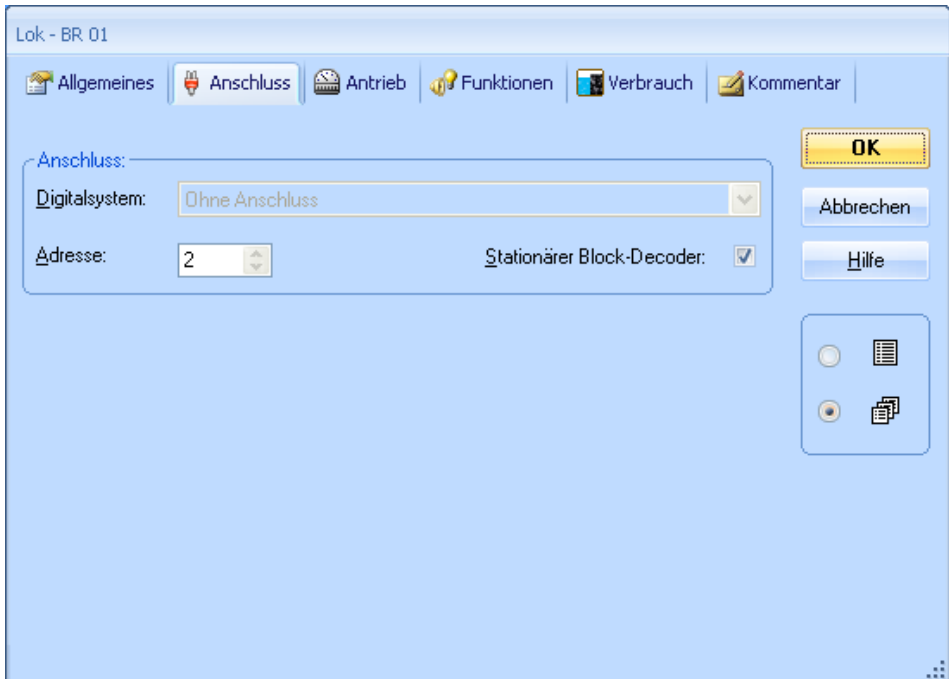 Lok - BR 01
Allgemeines Anschluss Antrieb Funktionen Verbrauch Kommentar
Anschluss:
Digitalsystem: Ohne Anschluss
Adresse: 2 Stationärer Block-Decoder:
OK
Abbrechen
Hilfe